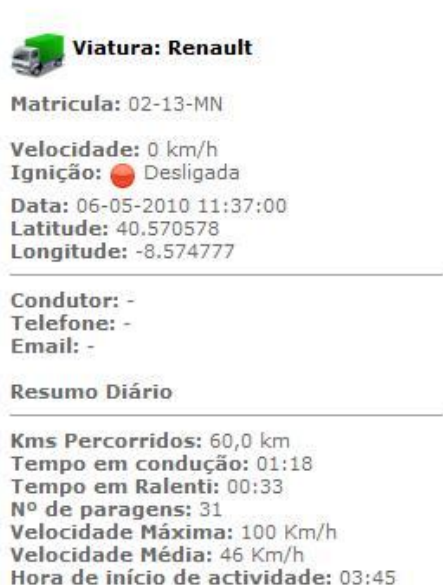 Viatura: Renault
Matricula: 02-13-MN
Velocidade: 0 km/h
Ignição: Desligada
Data: 06-05-2010 11:37:00
Latitude: 40.570578
Longitude: -8.574777
Condutor: -
Telefone: -
Email: -
Resumo Diário
Kms Percorridos: 60,0 km
Tempo em condução: 01:18
Tempo em Ralenti: 00:33
Nº de paragens: 31
Velocidade Máxima: 100 Km/h
Velocidade Média: 46 Km/h
Hora de início de actividade: 03:45